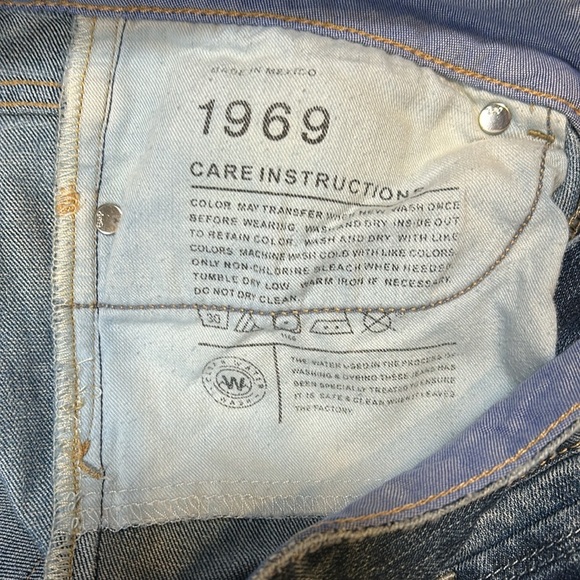 MADE IN MEXICO
1969
CARE INSTRUCTIONS
COLOR MAY TRANSFER WHEN NEW WASH ONCE
BEFORE WEARING. WASH AND DRY INSIDE OUT
TO RETAIN COLOR. WASH AND DRY WITH LIKE
COLORS. MACHINE WASH COLD WITH LIKE COLORS
ONLY NON-CHLORINE BLEACH WHEN NEEDED
TUMBLE DRY LOW. WARM IRON IF NECESSARY.
DO NOT DRY CLEAN.
30
CLEAN WATER
W
WASH
THE WATER USED IN THE PROCESS OF
WASHING & DYEING THESE JEANS HAS
BEEN SPECIALLY TREATED TO ENSURE
IT IS SAFE & CLEAN WHEN IT LEAVES
THE FACTORY